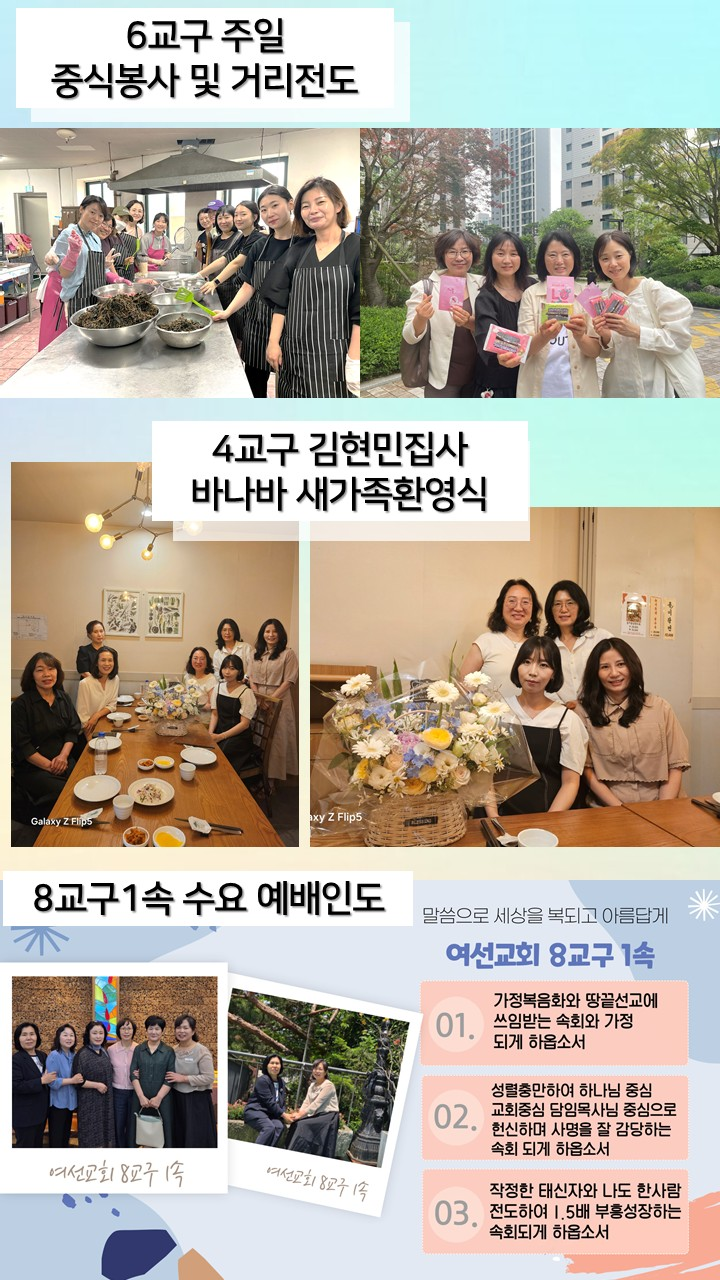 6교구 주일
중식봉사 및 거리전도
4교구 김현민집사
바나바 새가족환영식
Galaxy Z Flip5
axy Z Flip5
8교구1속 수요 예배인도
말씀으로 세상을 복되고 아름답게
여선교회 8교구 1속
01.
가정복음화와 땅끝선교에
쓰임받는 속회와 가정
되게 하옵소서
02.
성령충만하여 하나님 중심
교회중심 담임목사님 중심으로
헌신하며 사명을 잘 감당하는
속회 되게 하옵소서
03.
작정한 태신자와 나도 한사람
전도하여 1.5배 부흥성장하는
속회되게 하옵소서
여선교회 8교구 1속
여선교회 8교구 1속